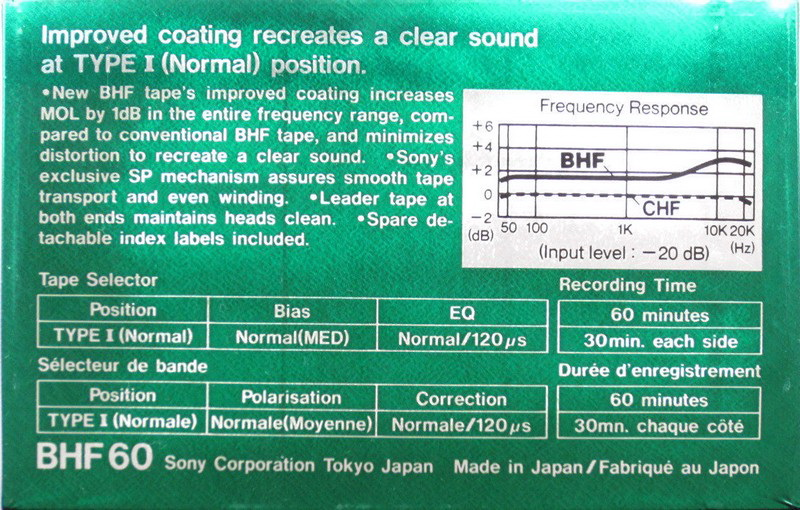 Improved coating recreates a clear sound
at TYPE I (Normal) position.
•New BHF tape's improved coating increases
MOL by 1dB in the entire frequency range, com-
pared to conventional BHF tape, and minimizes
distortion to recreate a clear sound. •Sony's
exclusive SP mechanism assures smooth tape
transport and even winding. •Leader tape at
both ends maintains heads clean. •Spare de-
tachable index labels included.
Frequency Response
+6
+4
+2
0
−2
(dB)
BHF
CHF
50 100 1K 10K 20K
(Hz)
(Input level : −20 dB)
Tape Selector
Position Bias EQ
TYPE I (Normal) Normal(MED) Normal/120μs
Recording Time
60 minutes
30min. each side
Sélecteur de bande
Position Polarisation Correction
TYPE I (Normale) Normale(Moyenne) Normale/120μs
Durée d'enregistrement
60 minutes
30mn. chaque côté
BHF60 Sony Corporation Tokyo Japan Made in Japan/Fabriqué au Japon